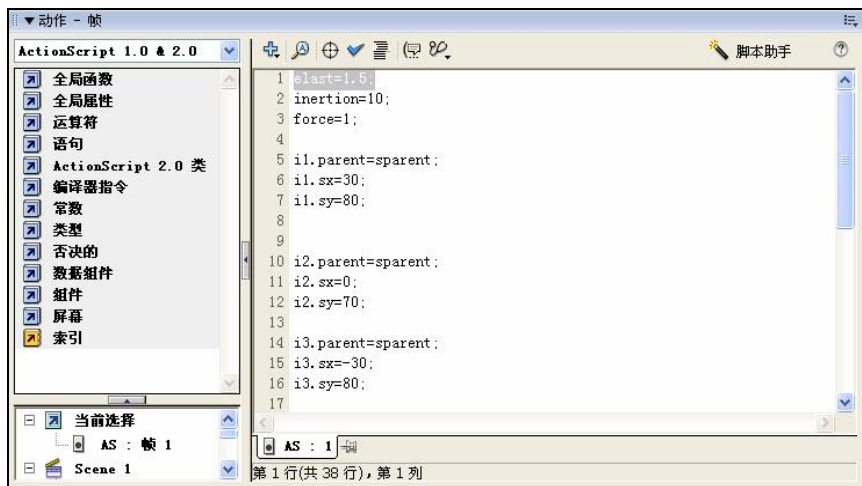 动作 - 帧
ActionScript 1.0 & 2.0
全局函数
全局属性
运算符
语句
ActionScript 2.0 类
编译器指令
常数
类型
否决的
数据组件
组件
屏幕
索引
当前选择
AS : 帧 1
Scene 1
脚本助手
1 elast=1.5;
2 inertion=10;
3 force=1;
4
5 i1.parent=sparent;
6 i1.sx=30;
7 i1.sy=80;
8
9
10 i2.parent=sparent;
11 i2.sx=0;
12 i2.sy=70;
13
14 i3.parent=sparent;
15 i3.sx=-30;
16 i3.sy=80;
17
AS : 1
第 1 行(共 38 行)，第 1 列